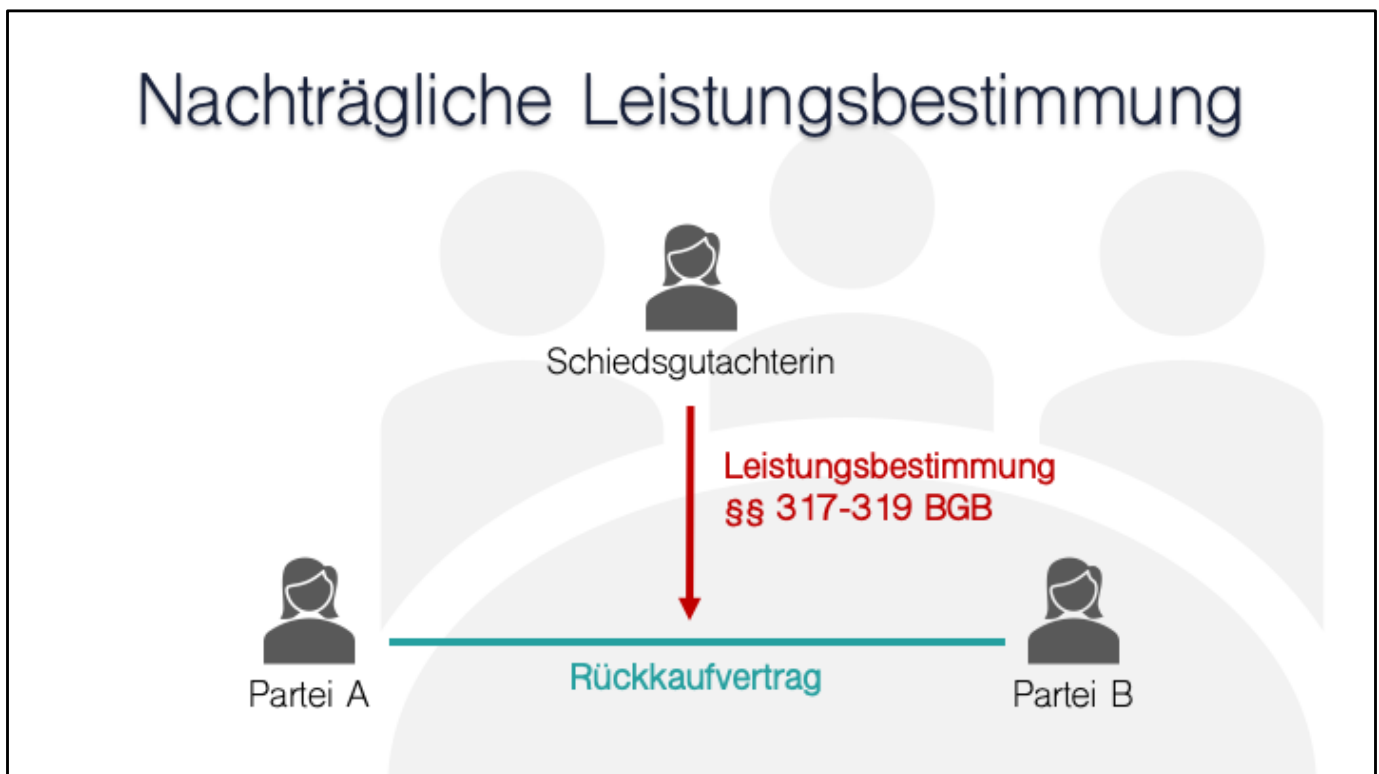 Nachträgliche Leistungsbestimmung
Schiedsgutachterin
Leistungsbestimmung
§§ 317-319 BGB
Rückkaufvertrag
Partei A
Partei B